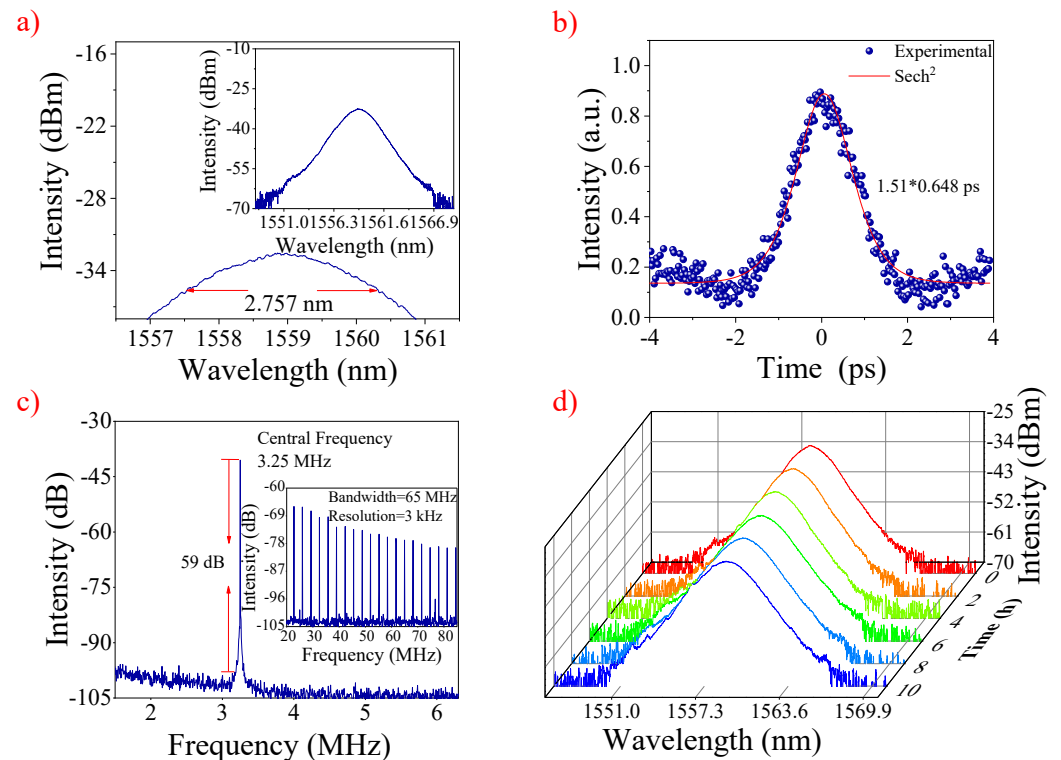 a)
Intensity (dBm)
-16
-22
-28
-34
1557
1558
1559
1560
1561
Wavelength (nm)
2.757 nm
Intensity (dBm)
-10
-25
-40
-55
-70
1551.0
1556.3
1561.6
1566.9
Wavelength (nm)
b)
Intensity (a.u.)
1.0
0.8
0.6
0.4
0.2
0.0
-4
-2
0
2
4
Time (ps)
Experimental
Sech²
1.51*0.648 ps
c)
Intensity (dB)
-30
-45
-60
-75
-90
-105
2
3
4
5
6
Frequency (MHz)
59 dB
Central Frequency
3.25 MHz
Intensity (dB)
-60
-69
-78
-87
-96
-105
20
30
40
50
60
70
80
Frequency (MHz)
Bandwidth=65 MHz
Resolution=3 kHz
d)
Intensity (dBm)
-25
-34
-43
-52
-61
-70
0
2
4
6
8
10
Time (h)
1551.0
1557.3
1563.6
1569.9
Wavelength (nm)